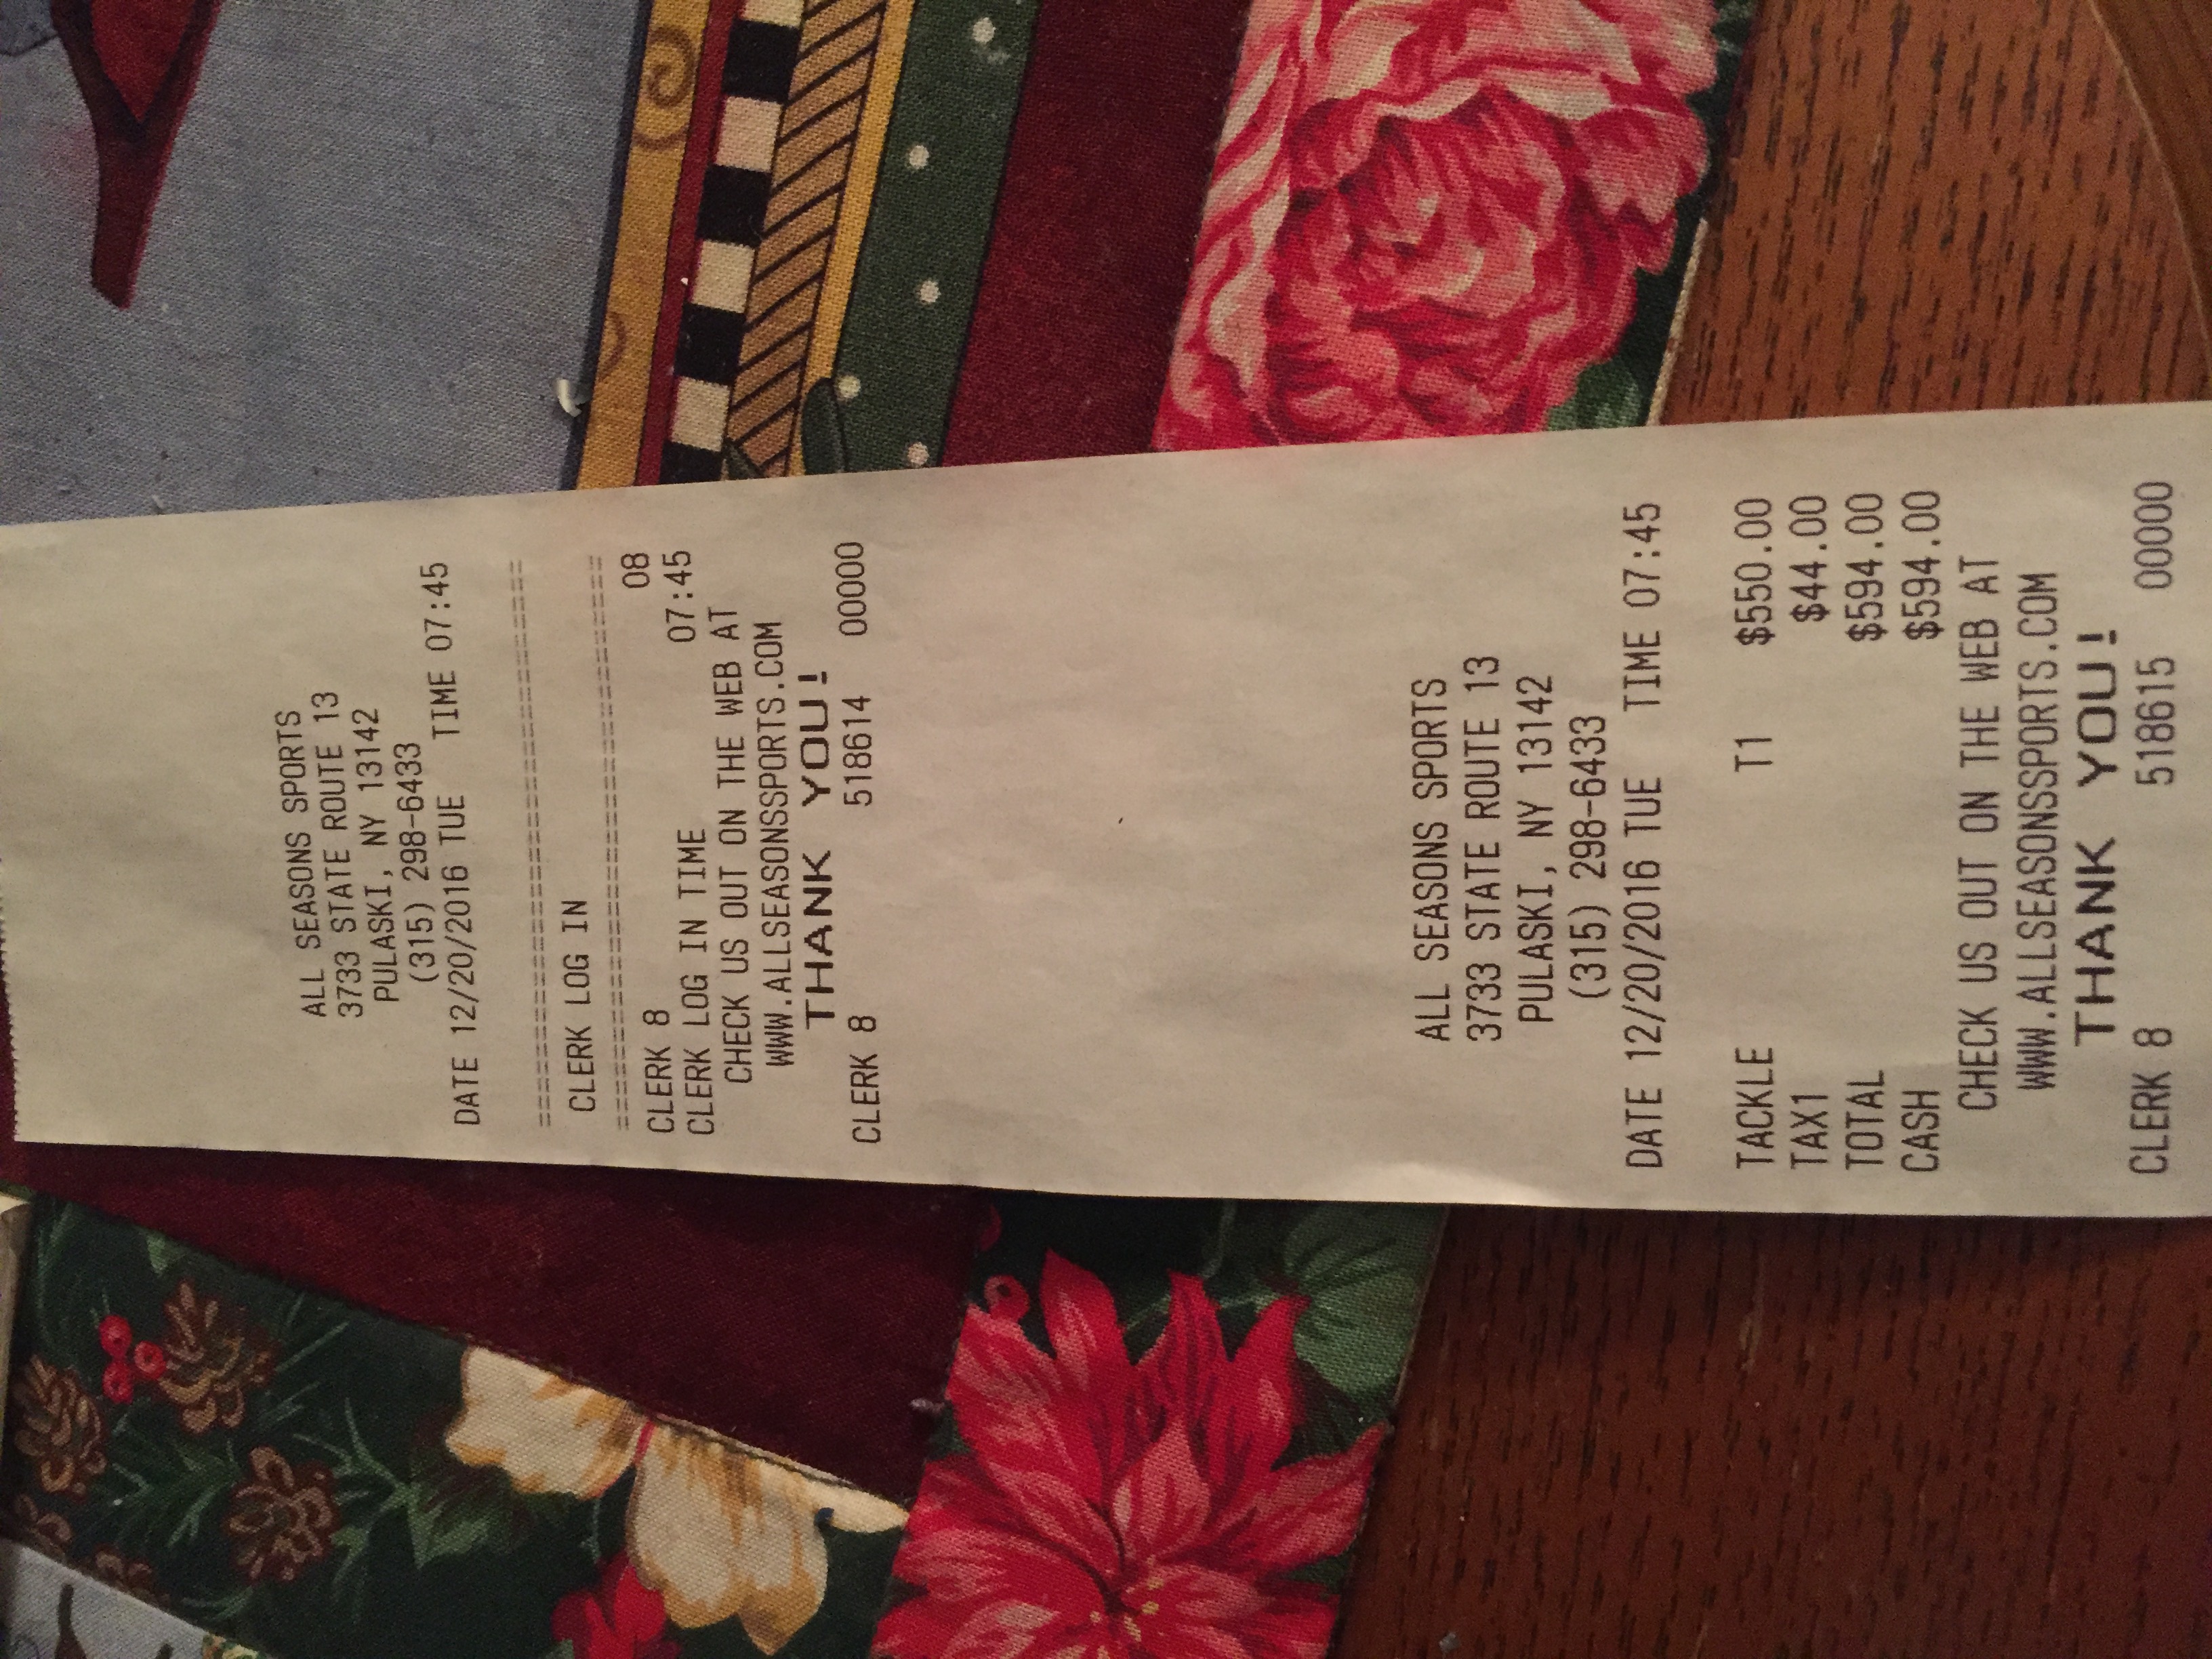 ALL SEASONS SPORTS
3733 STATE ROUTE 13
PULASKI, NY 13142
(315) 298-6433
DATE 12/20/2016 TUE TIME 07:45
==============================
CLERK LOG IN
==============================
CLERK 8 08
CLERK LOG IN TIME 07:45
CHECK US OUT ON THE WEB AT
WWW.ALLSEASONSSPORTS.COM
THANK YOU!
CLERK 8 518614 00000
ALL SEASONS SPORTS
3733 STATE ROUTE 13
PULASKI, NY 13142
(315) 298-6433
DATE 12/20/2016 TUE TIME 07:45
TACKLE T1 $550.00
TAX1 $44.00
TOTAL $594.00
CASH $594.00
CHECK US OUT ON THE WEB AT
WWW.ALLSEASONSSPORTS.COM
THANK YOU!
CLERK 8 518615 00000